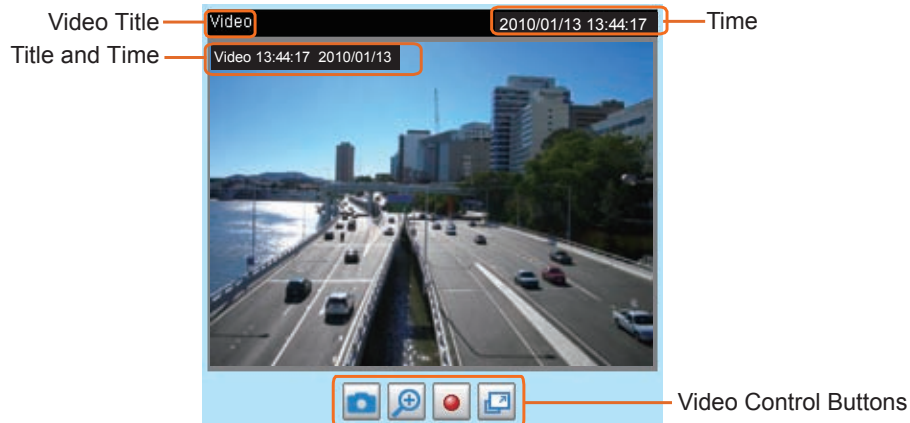 Video Title
Video
2010/01/13 13:44:17
Time
Title and Time
Video 13:44:17 2010/01/13
Video Control Buttons